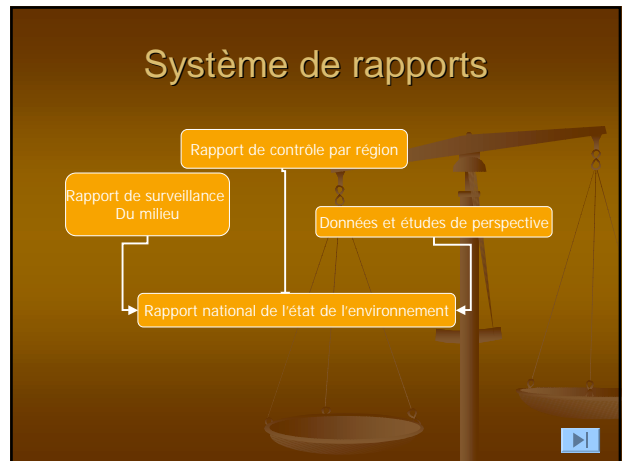 Système de rapports
Rapport de contrôle par région
Rapport de surveillance
Du milieu
Données et études de perspective
Rapport national de l'état de l'environnement